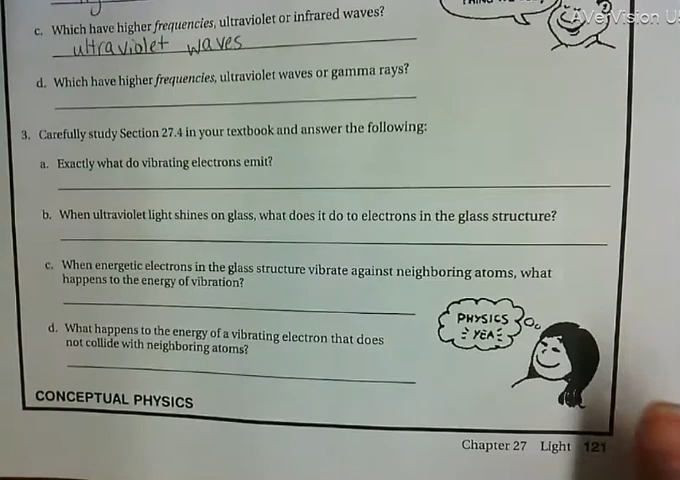 AVerVision
c. Which have higher frequencies, ultraviolet or infrared waves?
ultraviolet waves
d. Which have higher frequencies, ultraviolet waves or gamma rays?
3. Carefully study Section 27.4 in your textbook and answer the following:
a. Exactly what do vibrating electrons emit?
b. When ultraviolet light shines on glass, what does it do to electrons in the glass structure?
c. When energetic electrons in the glass structure vibrate against neighboring atoms, what
happens to the energy of vibration?
d. What happens to the energy of a vibrating electron that does
not collide with neighboring atoms?
PHYSICS
YEA
CONCEPTUAL PHYSICS
Chapter 27 Light 121